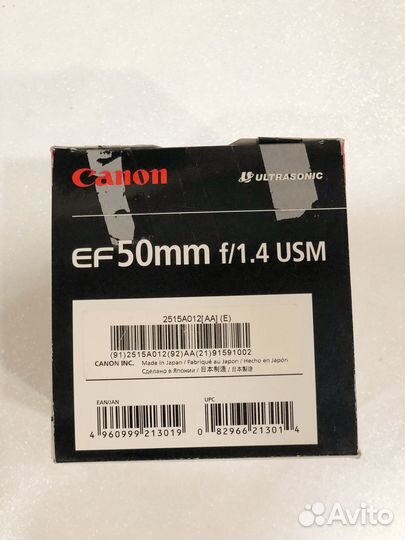 Canon
ULTRASONIC
EF50mm f/1.4 USM
2515A012[AA] (E)
(91)2515A012(92)AA(21)91591002
CANON INC. Made in Japan / Fabriqué au Japon / Hecho en Japón
Сделано в Японии / 日本制造 / 日本製造
EAN/JAN
UPC
4 960999 213019
0 82966 21301 4
Avito